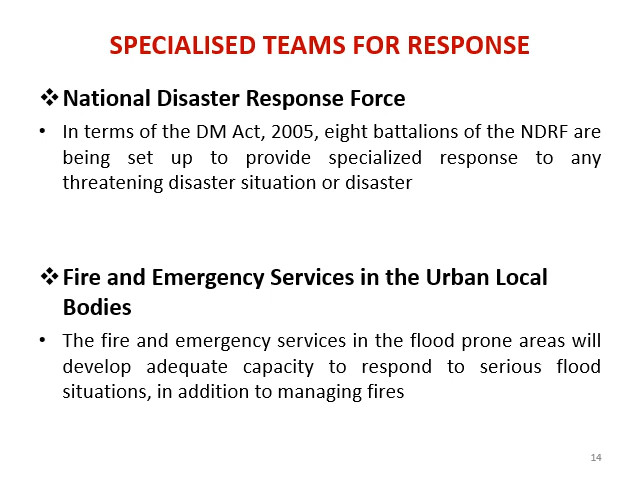 SPECIALISED TEAMS FOR RESPONSE
❖ National Disaster Response Force
• In terms of the DM Act, 2005, eight battalions of the NDRF are
being set up to provide specialized response to any
threatening disaster situation or disaster
❖ Fire and Emergency Services in the Urban Local
Bodies
• The fire and emergency services in the flood prone areas will
develop adequate capacity to respond to serious flood
situations, in addition to managing fires
14